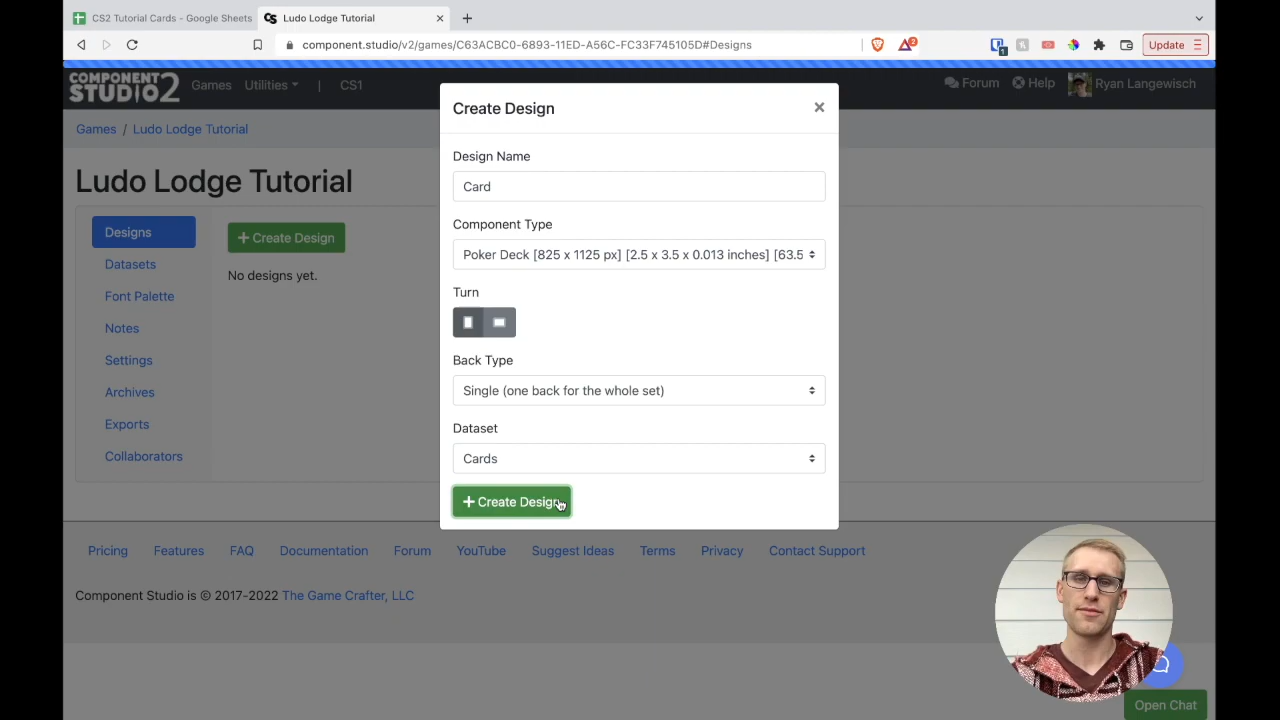 CS2 Tutorial Cards - Google Sheets
Ludo Lodge Tutorial
component.studio/v2/games/C63ACBC0-6893-11ED-A56C-FC33F745105D#Designs
2
1
Update
COMPONENT STUDIO2
Games
Utilities
|
CS1
Forum
Help
Ryan Langewisch
Games / Ludo Lodge Tutorial
Ludo Lodge Tutorial
Designs
Datasets
Font Palette
Notes
Settings
Archives
Exports
Collaborators
+ Create Design
No designs yet.
Create Design
×
Design Name
Card
Component Type
Poker Deck [825 x 1125 px] [2.5 x 3.5 x 0.013 inches] [63.5
Turn
Back Type
Single (one back for the whole set)
Dataset
Cards
+ Create Design
Pricing
Features
FAQ
Documentation
Forum
YouTube
Suggest Ideas
Terms
Privacy
Contact Support
Component Studio is © 2017-2022 The Game Crafter, LLC
Open Chat